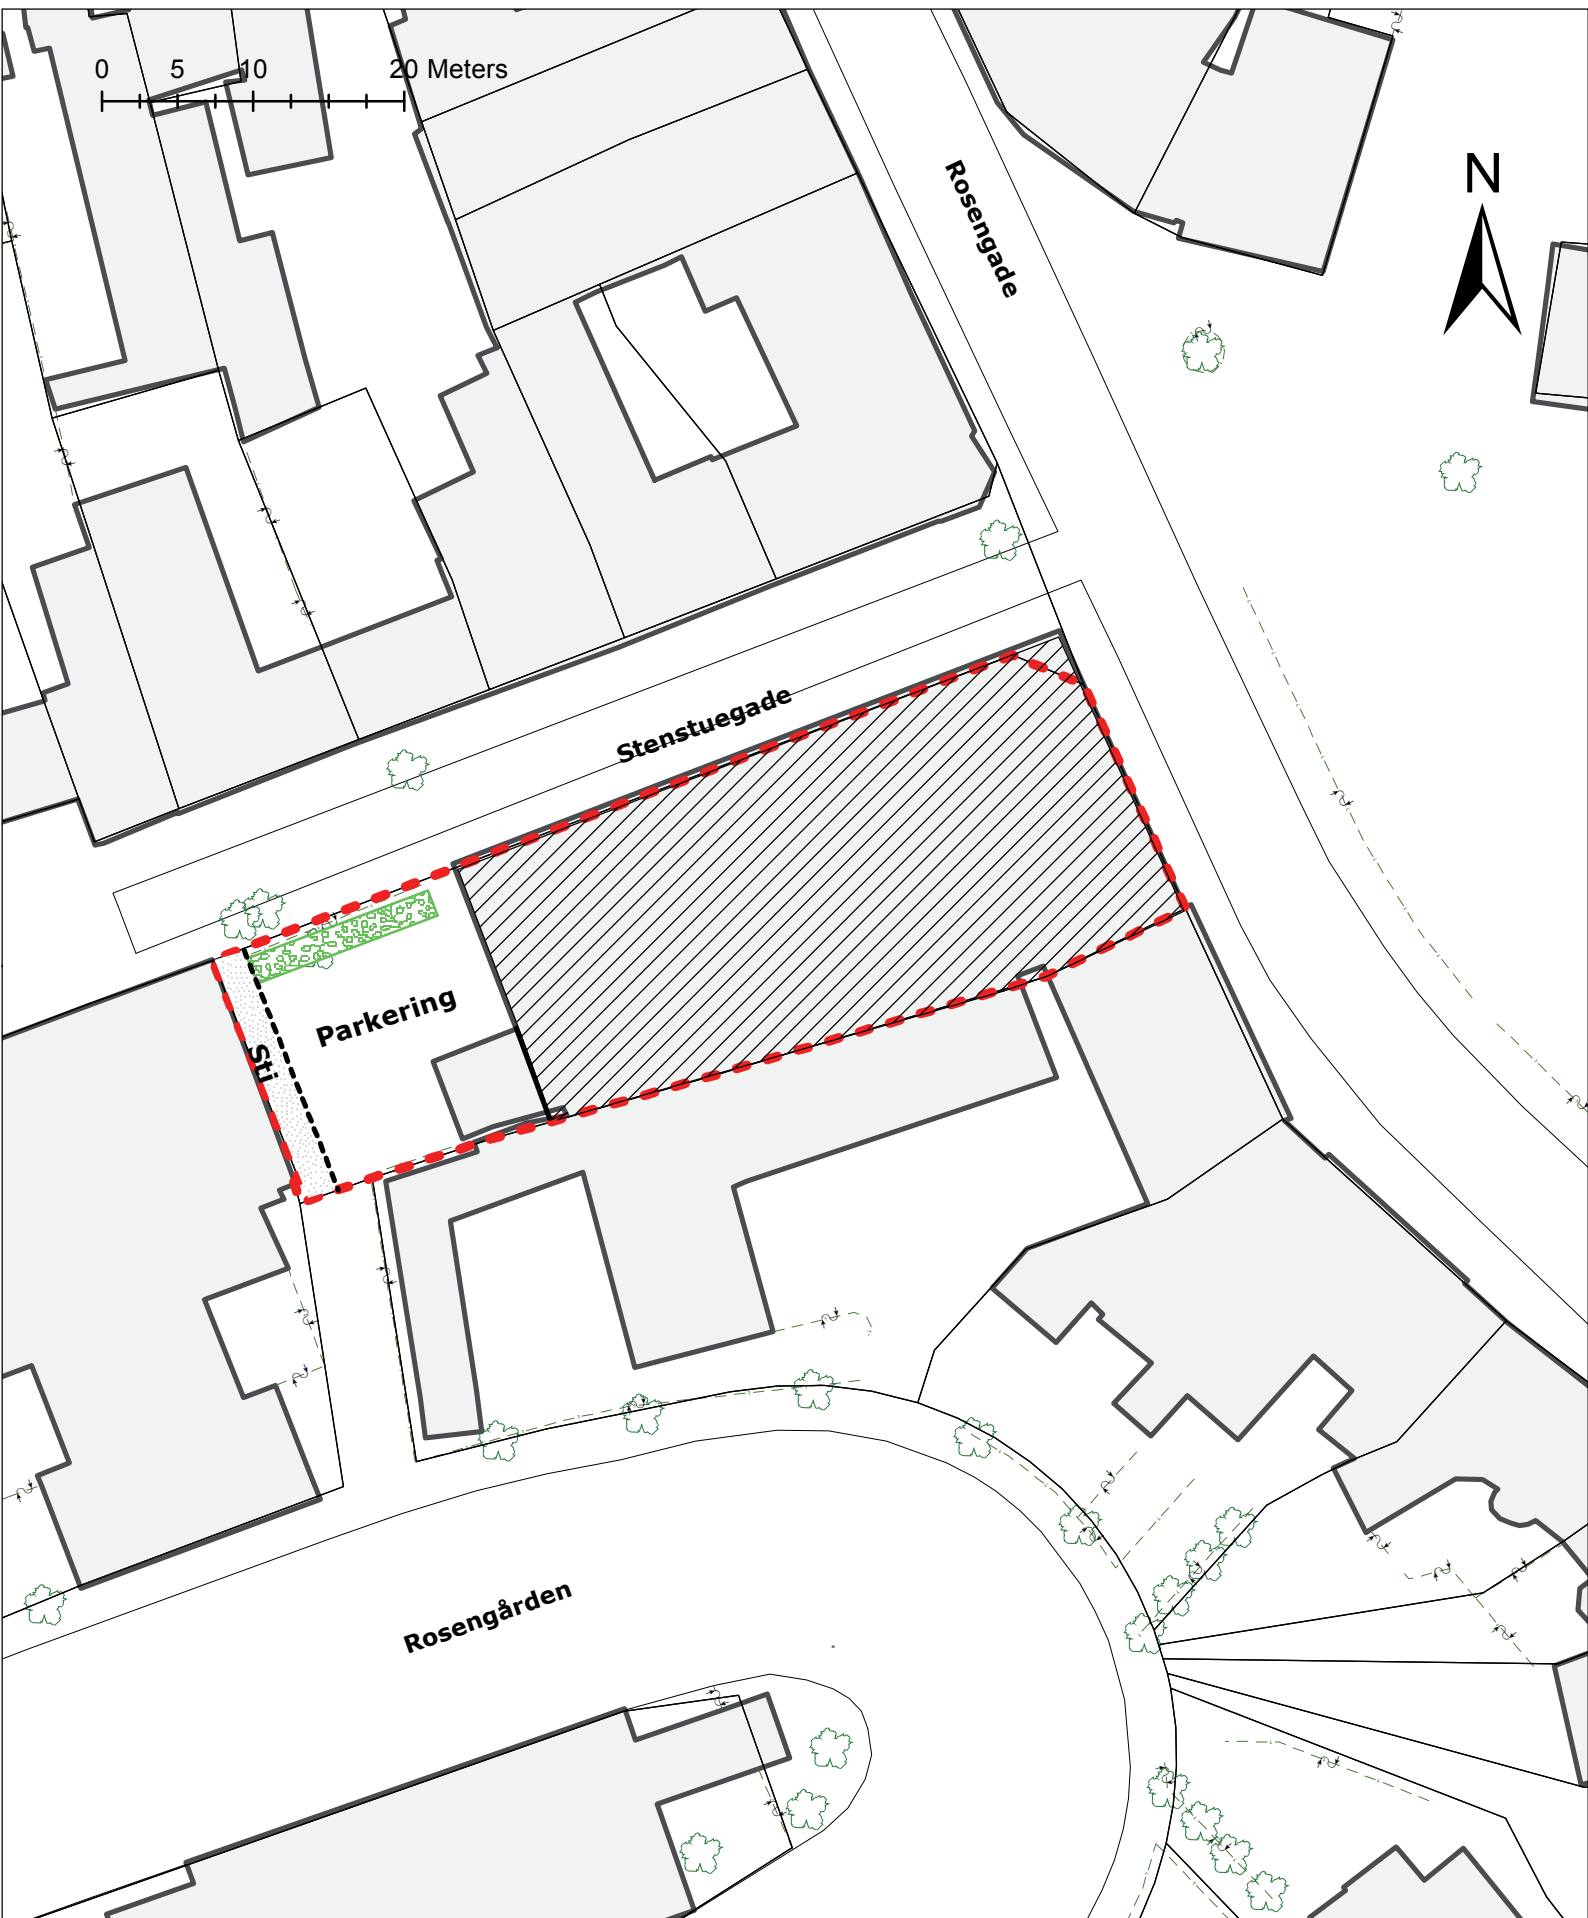 0 5 10 20 Meters
Rosengade
N
Stenstuegade
Parkering
Sti
Rosengården